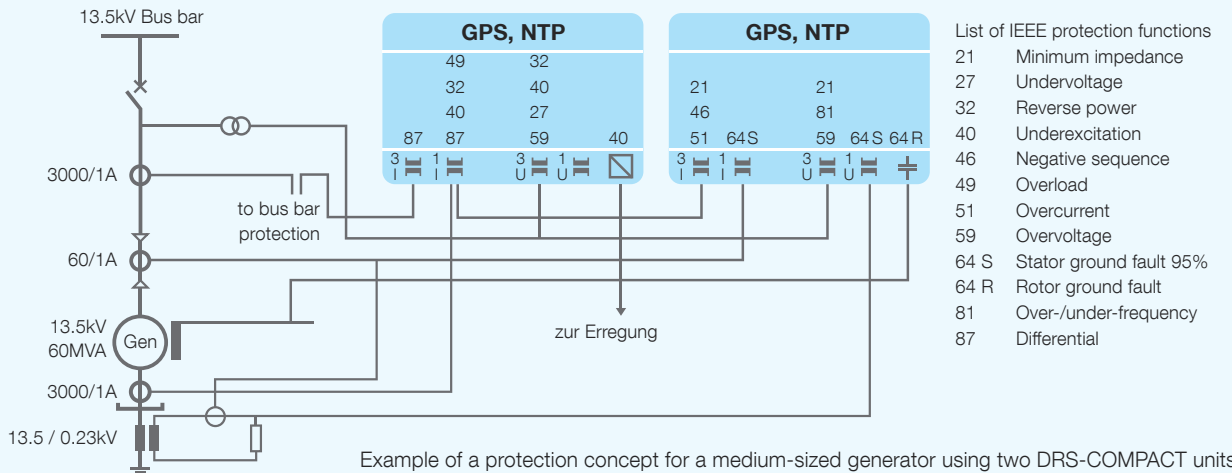 13.5kV Bus bar
3000/1A
to bus bar
protection
60/1A
13.5kV
60MVA
Gen
3000/1A
13.5 / 0.23kV
GPS, NTP
49 32
32 40
40 27
87 87 59 40
3 I 1 I 3 U 1 U
zur Erregung
GPS, NTP
21 21
46 81
51 64S 59 64S 64R
3 I 1 I 3 U 1 U
List of IEEE protection functions
21 Minimum impedance
27 Undervoltage
32 Reverse power
40 Underexcitation
46 Negative sequence
49 Overload
51 Overcurrent
59 Overvoltage
64 S Stator ground fault 95%
64 R Rotor ground fault
81 Over-/under-frequency
87 Differential
Example of a protection concept for a medium-sized generator using two DRS-COMPACT units